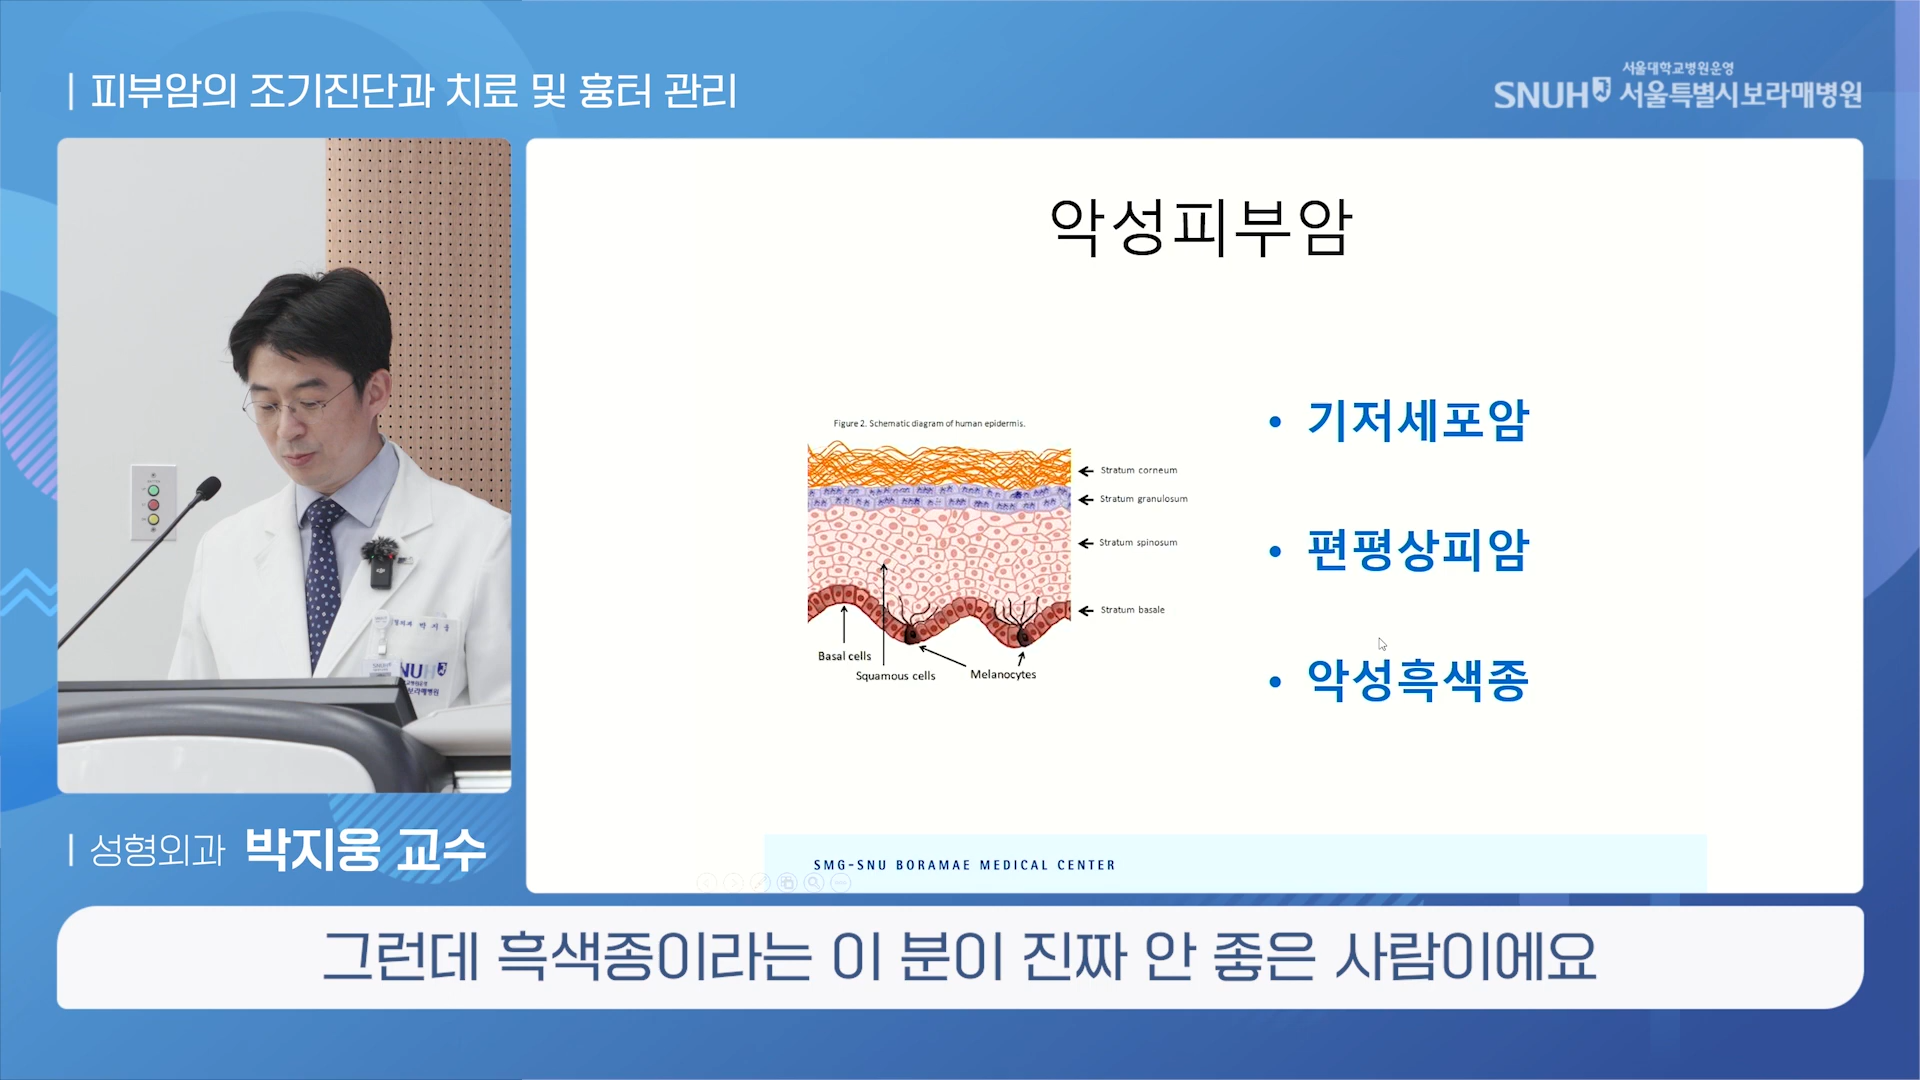 피부암의 조기진단과 치료 및 흉터 관리
서울대학교병원운영
SNUH 서울특별시보라매병원
악성피부암
Figure 2. Schematic diagram of human epidermis.
Stratum corneum
Stratum granulosum
Stratum spinosum
Stratum basale
Basal cells
Squamous cells
Melanocytes
• 기저세포암
• 편평상피암
• 악성흑색종
SMG-SNU BORAMAE MEDICAL CENTER
성형외과 박지웅 교수
그런데 흑색종이라는 이 분이 진짜 안 좋은 사람이에요